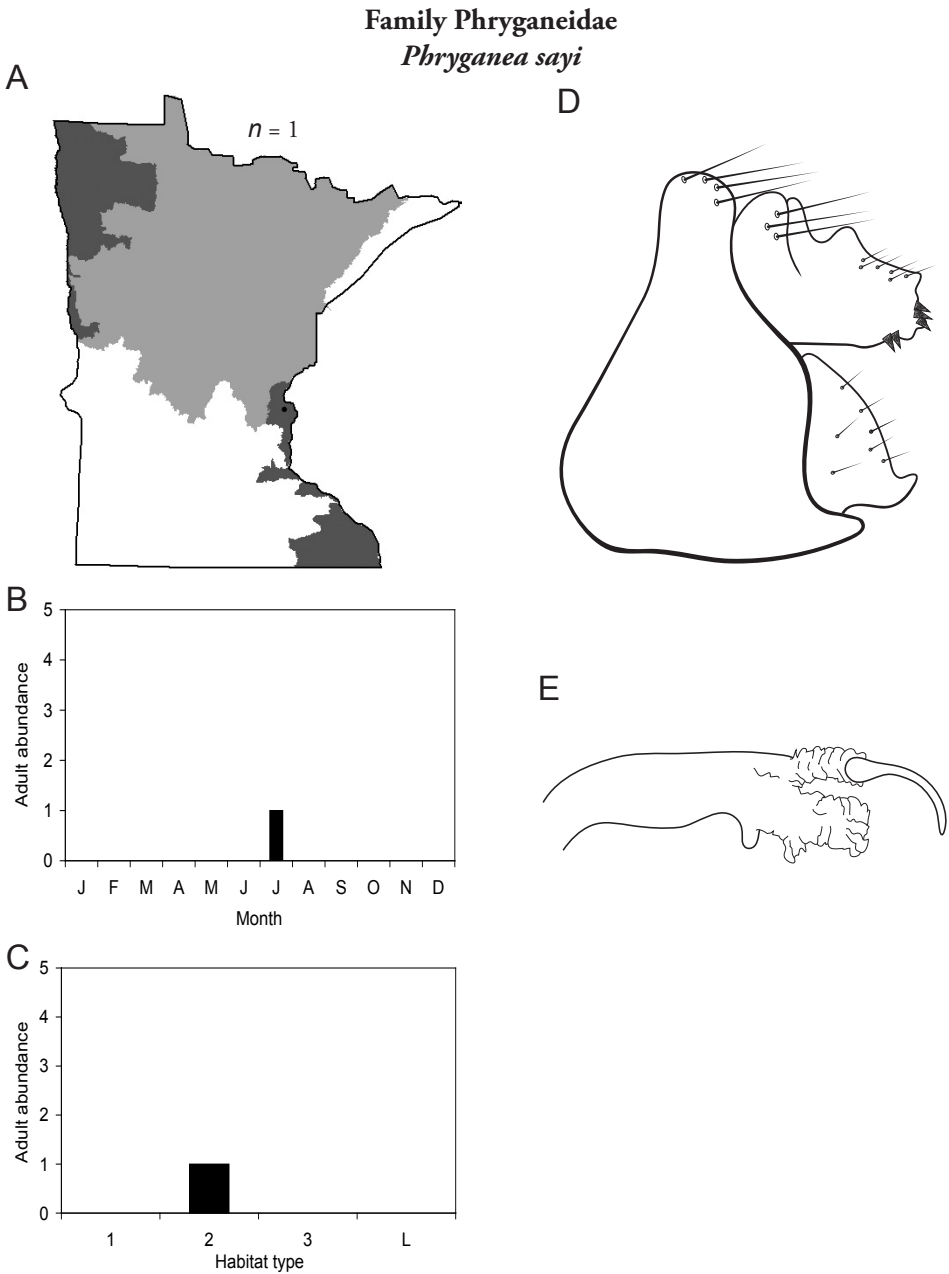 Family Phryganeidae
Phryganea sayi
A
n = 1
D
B
5
4
3
2
1
0
Adult abundance
J F M A M J J A S O N D
Month
E
C
5
4
3
2
1
0
Adult abundance
1 2 3 L
Habitat type